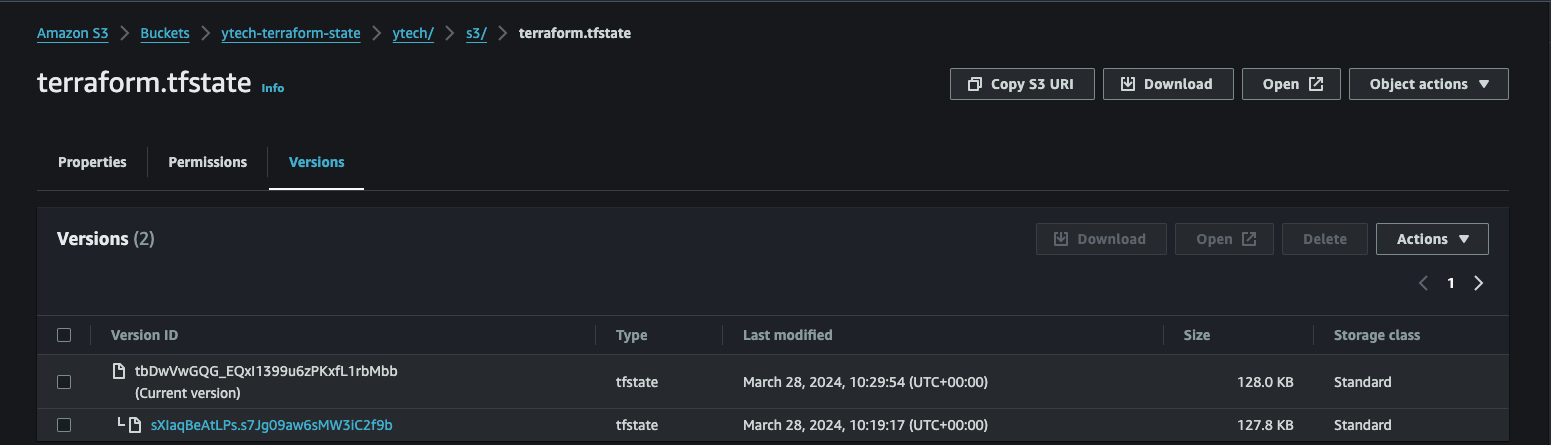 Amazon S3 > Buckets > ytech-terraform-state > ytech/ > s3/ > terraform.tfstate
terraform.tfstate Info
Copy S3 URI Download Open Object actions
Properties Permissions Versions
Versions (2)
Download Open Delete Actions
1
Version ID Type Last modified Size Storage class
tbDwVwGQG_EQxI1399u6zPKxfL1rbMbb tfstate March 28, 2024, 10:29:54 (UTC+00:00) 128.0 KB Standard
(Current version)
sXIaqBeAtLPs.s7Jg09aw6sMW3iC2f9b tfstate March 28, 2024, 10:19:17 (UTC+00:00) 127.8 KB Standard